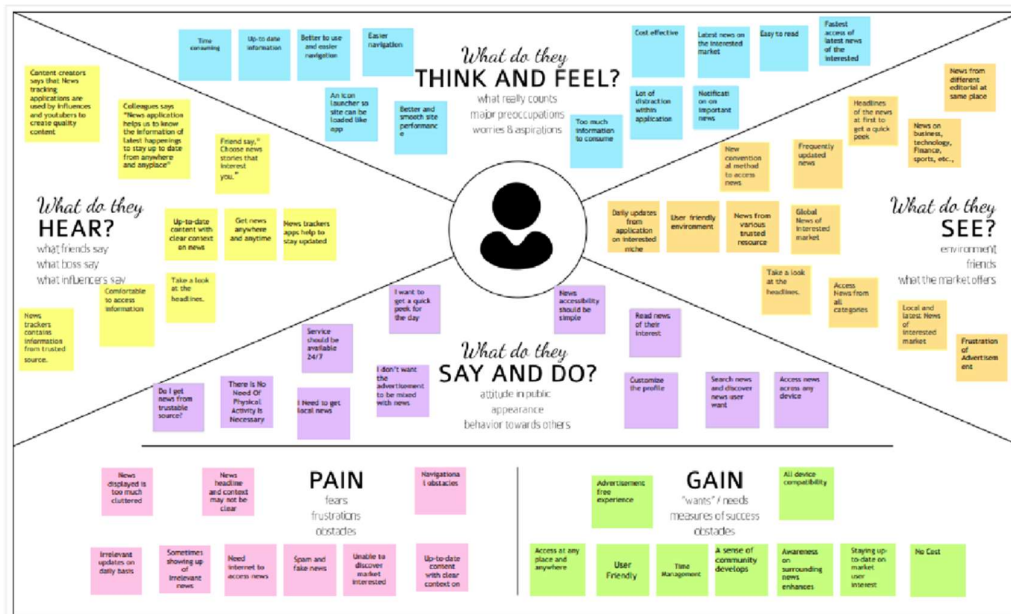 What do they
THINK AND FEEL?
what really counts
major preoccupations
worries & aspirations
Time
conuming
Up-to date
information
Better to use
and easier
navigation
Easier
navigation
An icon
launcher so
site can be
loaded like
app
Better and
smooth site
performanc
e
Cost effective
Latest news on
the interested
market
Easy to read
Fastest
access of
latest news
of the
interested
Lot of
distraction within
application
Notificati
on on
important
news
Too much
information
to consume
What do they
HEAR?
what friends say
what boss say
what influencers say
Content creators
says that News
tracking
applications are
used by influences
and youtubers to
create quality
content
Colleagues says
"News application
helps us to know
the information of
latest happenings
to stay up to date
from anywhere
and anyplace"
Friend say,"
Choose news
stories that
interest
you."
Up-to-date
content with
clear context
on news
Get news
anywhere
and anytime
News trackers
apps help to
stay updated
Take a look
at the
headlines.
Comfortable
to access
information
News
trackers
contains
information
from trusted
source.
What do they
SEE?
environment
friends
what the market offers
News from
different
editorial at
same place
Headlines of
the news
at first to
get a quick
peek
News on
business,
technology,
Finance,
sports, etc.,
New
convention
al method
to access
news
Frequently
updated
news
Daily updates
from
application
on interested
niche
User friendly
environment
News from
various
trusted
resource
Global
News of
Interested
market
Take a look
at the
headlines.
Access
News from
all
categories
Local and
latest News
of
Interested
market
Frustration
of
Advertisem
ent
What do they
SAY AND DO?
attitude in public
appearance
behavior towards others
I want to
get a quick
peek for
the day
News
accessibility
should be
simple
Service
should be
available
24/7
Read news
of their
interest
Do I get
news from
trustable
source?
There Is No
Need Of
Physical
Activity Is
Necessary
I Need to get
local news
I don't want
the
advertisement
to be mixed
with news
Customise
the profile
Search news
and discover
news user
want
Access news
across any
device
PAIN
fears
frustrations
obstacles
News
displayed is
too much
cluttered
News
headline
and context
may not be
clear
Navigationa
l obstacles
Irrelevant
updates on
daily basis
Sometimes
showing up
of
irrelevant
news
Need
internet to
access news
Spam and
fake news
Unable to
discover
market
interested
Up-to-date
content
with clear
context on
GAIN
"wants" / needs
measures of success
obstacles
Advertisement
free
experience
All device
compatibility
Access at any
place and
anywhere
User
Friendly
Time
Management
A sense of
community
develops
Awareness
on
surrounding
news
enhances
Staying up-
to-date on
market
user
interest
No Cost